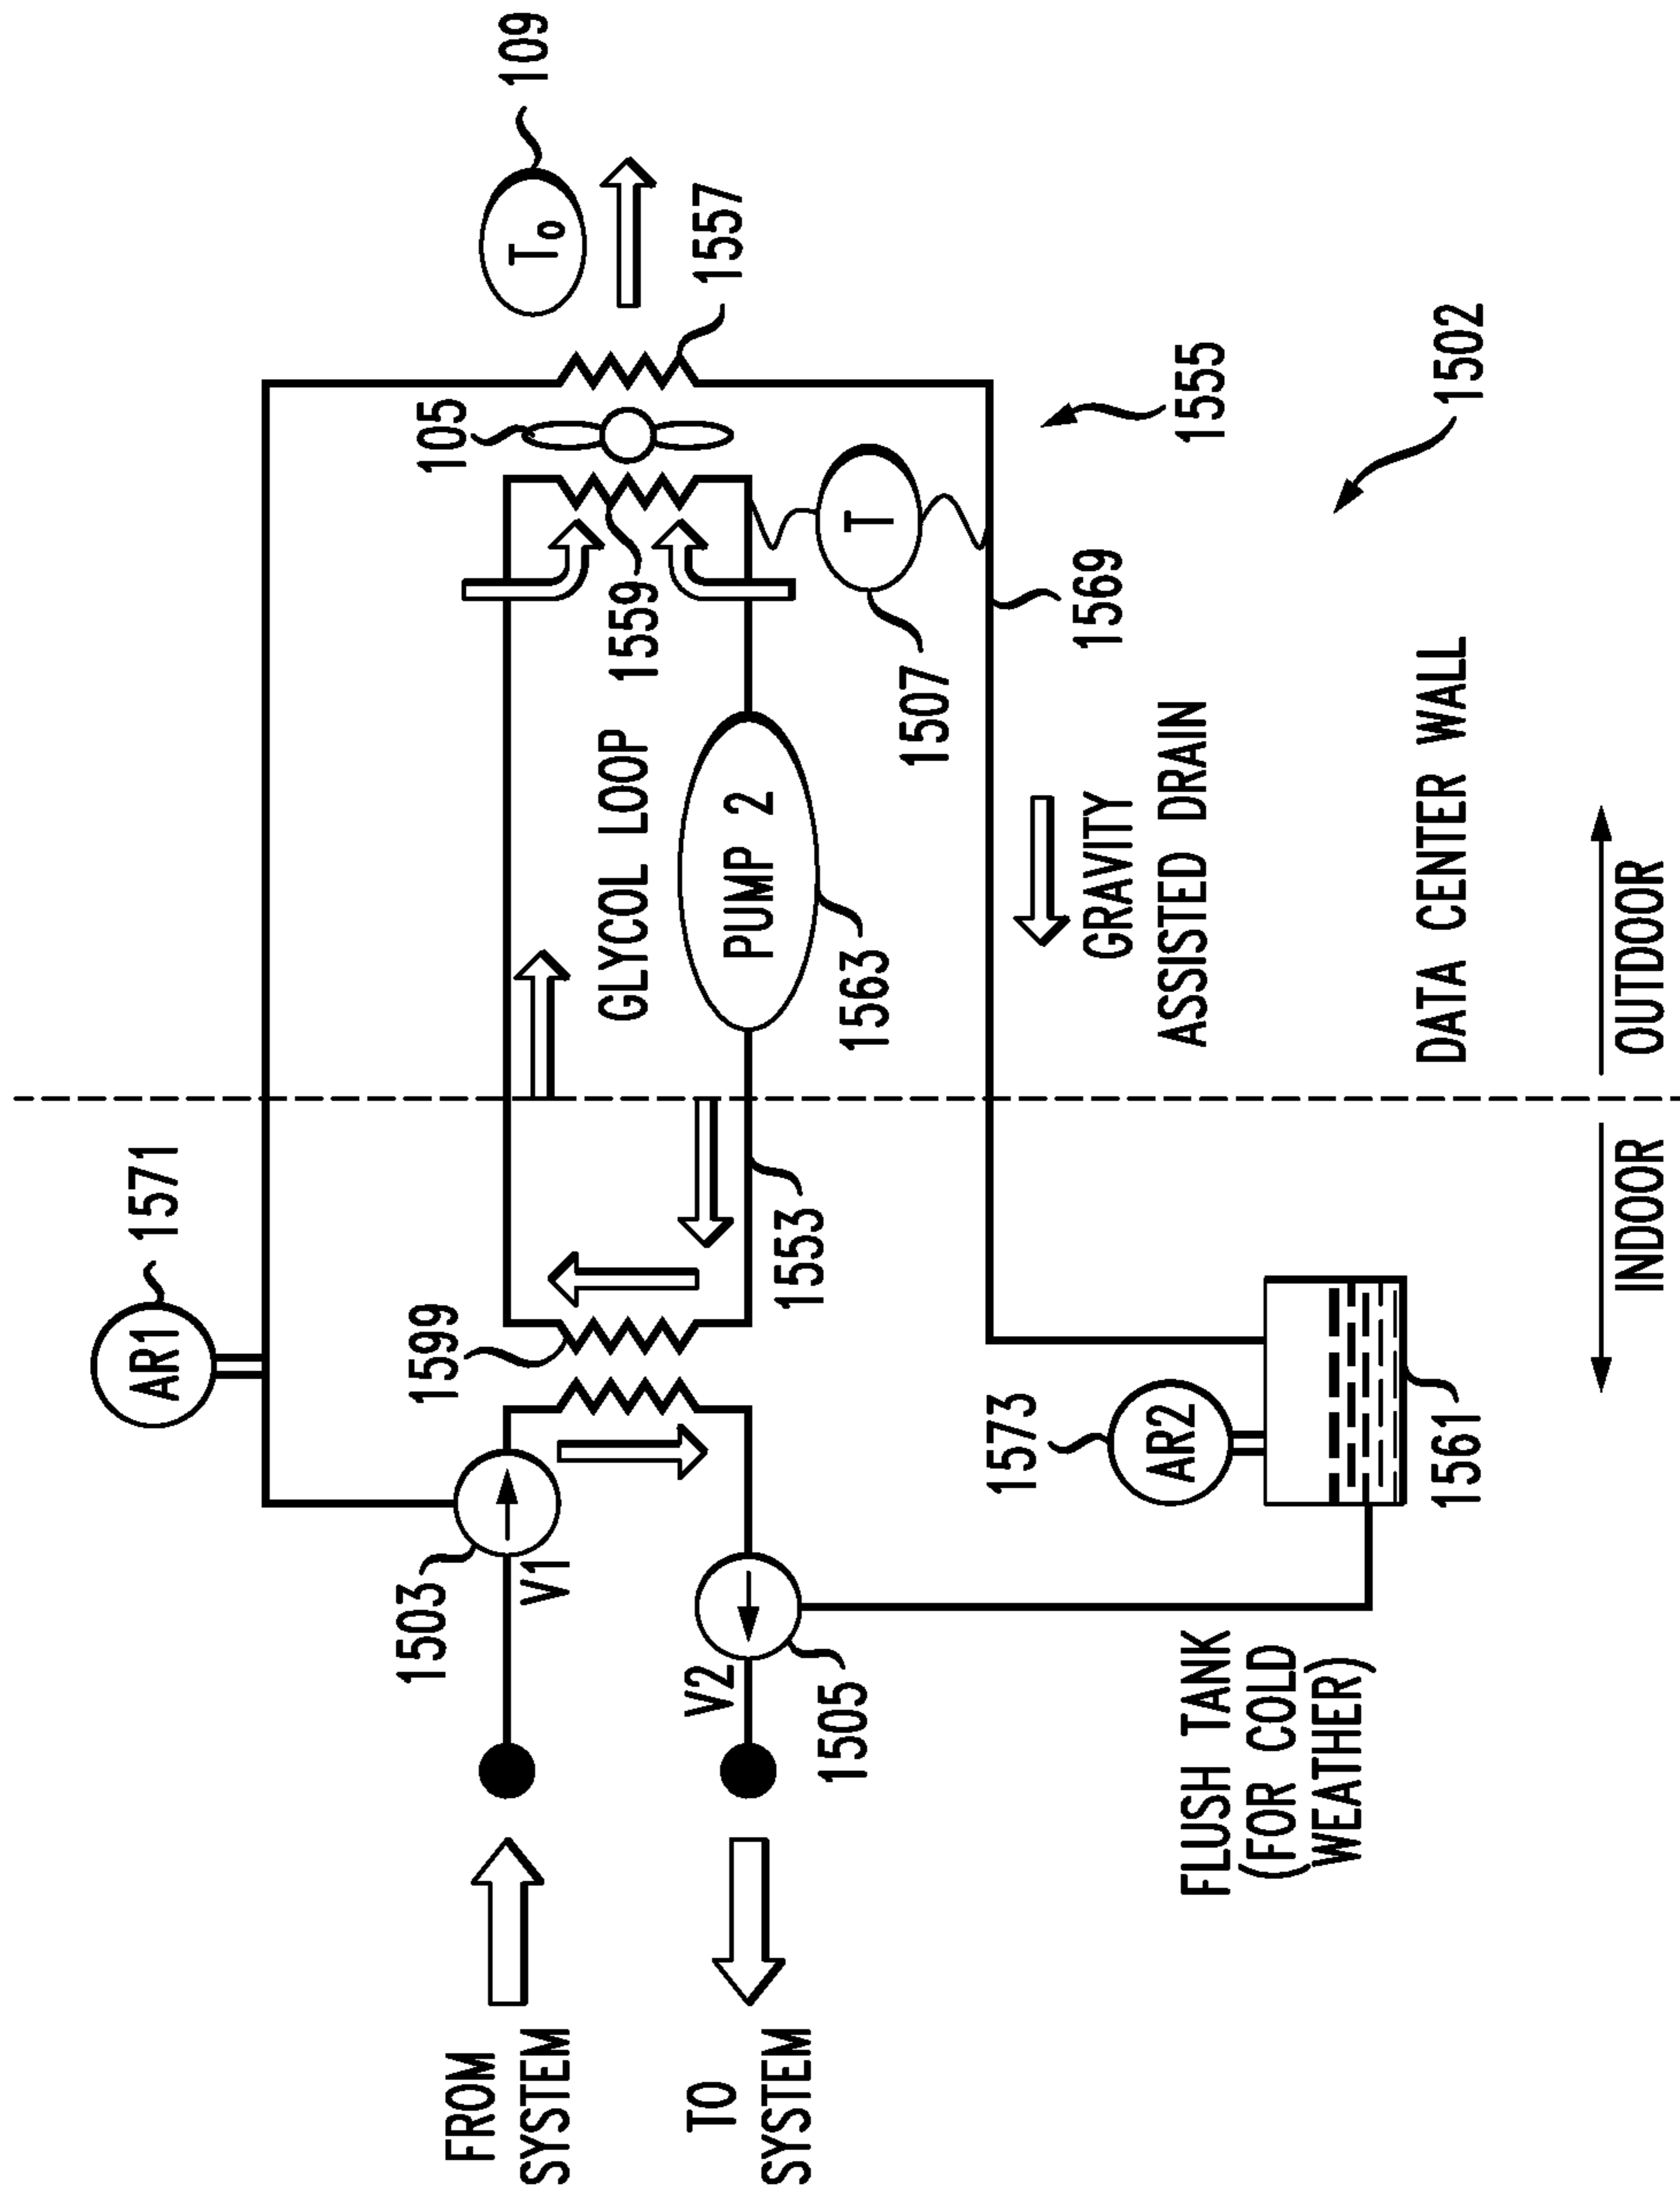 109
T₀
1557
105
1559
T
1507
1569
1555
1502
GLYCOL LOOP
PUMP 2
1563
GRAVITY
ASSISTED DRAIN
DATA CENTER WALL
OUTDOOR
INDOOR
AR1
1571
1599
1553
1503
V1
V2
1505
1573
AR2
1561
FLUSH TANK
(FOR COLD
WEATHER)
FROM
SYSTEM
TO
SYSTEM